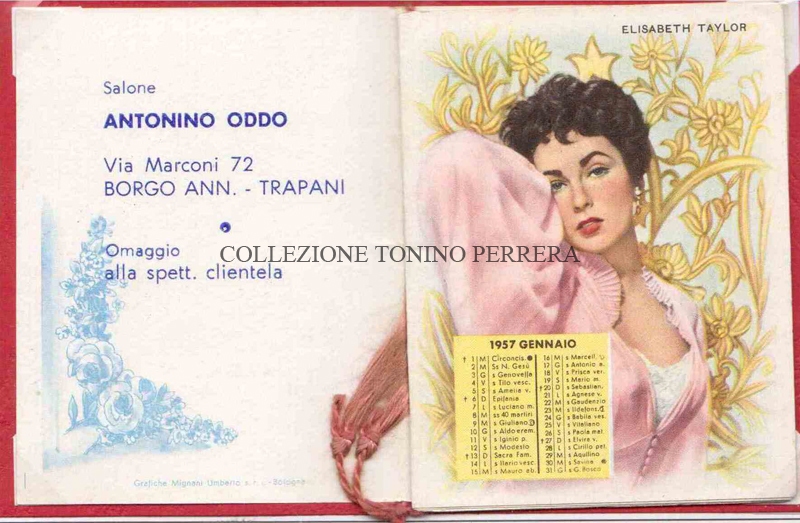 Salone
ANTONINO ODDO
Via Marconi 72
BORGO ANN. - TRAPANI
Omaggio
alla spett. clientela
Grafiche Mignani Umberto s.r.l. - Bologna
COLLEZIONE TONINO PERRERA
ELISABETH TAYLOR
1957 GENNAIO
† 1 M Circoncis.
2 M Ss N. Gesù
3 G s Genoveffa
4 V s Tito vesc.
5 S s Amelia v.
† 6 D Epifania
7 L s Luciano m.
8 M ss 40 martiri
9 M s Giuliano
10 G s Aldo erem.
11 V s Iginio p.
12 S s Modesto
† 13 D Sacra Fam.
14 L s Ilario vesc.
15 M s Mauro ab.
16 M s Marcell.
17 G s Antonio a.
18 V s Prisca ver.
19 S s Mario m.
† 20 D s Sebastian.
21 L s Agnese v.
22 M s Gaudenzio
23 M s Ildefons.
24 G s Babila ves.
25 V s Vitaliano
26 S s Paola mat.
† 27 D s Elvira v.
28 L s Cirillo pat.
29 M s Aquilino
30 M s Savina
31 G s G. Bosco